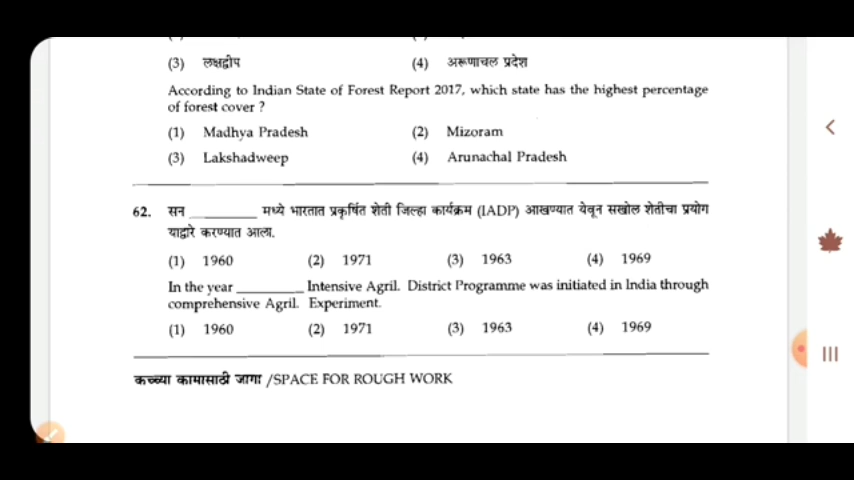 (3) लक्षद्वीप (4) अरूणाचल प्रदेश
According to Indian State of Forest Report 2017, which state has the highest percentage
of forest cover ?
(1) Madhya Pradesh (2) Mizoram
(3) Lakshadweep (4) Arunachal Pradesh
62. सन ________ मध्ये भारतात प्रकृर्षित शेती जिल्हा कार्यक्रम (IADP) आखण्यात येवून सखोल शेतीचा प्रयोग
याद्वारे करण्यात आला.
(1) 1960 (2) 1971 (3) 1963 (4) 1969
In the year ________ Intensive Agril. District Programme was initiated in India through
comprehensive Agril. Experiment.
(1) 1960 (2) 1971 (3) 1963 (4) 1969
कच्च्या कामासाठी जागा /SPACE FOR ROUGH WORK